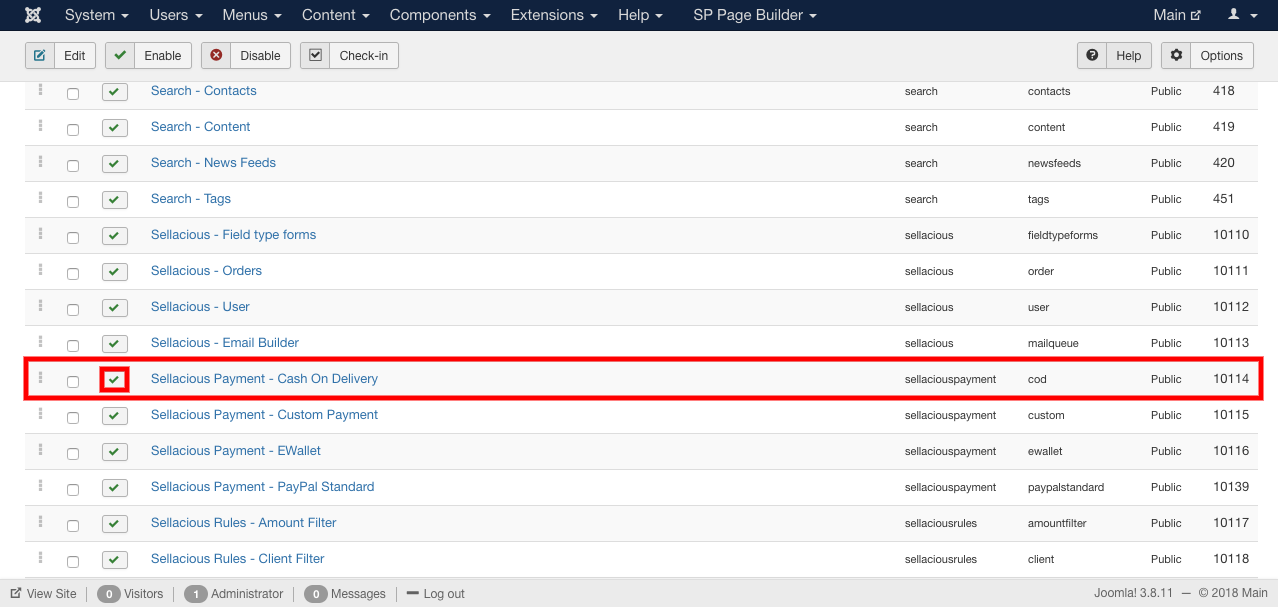 System Users Menus Content Components Extensions Help SP Page Builder Main
Edit Enable Disable Check-in Help Options
Search - Contacts search contacts Public 418
Search - Content search content Public 419
Search - News Feeds search newsfeeds Public 420
Search - Tags search tags Public 451
Sellacious - Field type forms sellacious fieldtypeforms Public 10110
Sellacious - Orders sellacious order Public 10111
Sellacious - User sellacious user Public 10112
Sellacious - Email Builder sellacious mailqueue Public 10113
Sellacious Payment - Cash On Delivery sellaciouspayment cod Public 10114
Sellacious Payment - Custom Payment sellaciouspayment custom Public 10115
Sellacious Payment - EWallet sellaciouspayment ewallet Public 10116
Sellacious Payment - PayPal Standard sellaciouspayment paypalstandard Public 10139
Sellacious Rules - Amount Filter sellaciousrules amountfilter Public 10117
Sellacious Rules - Client Filter sellaciousrules client Public 10118
View Site 0 Visitors 1 Administrator 0 Messages Log out Joomla! 3.8.11 — © 2018 Main